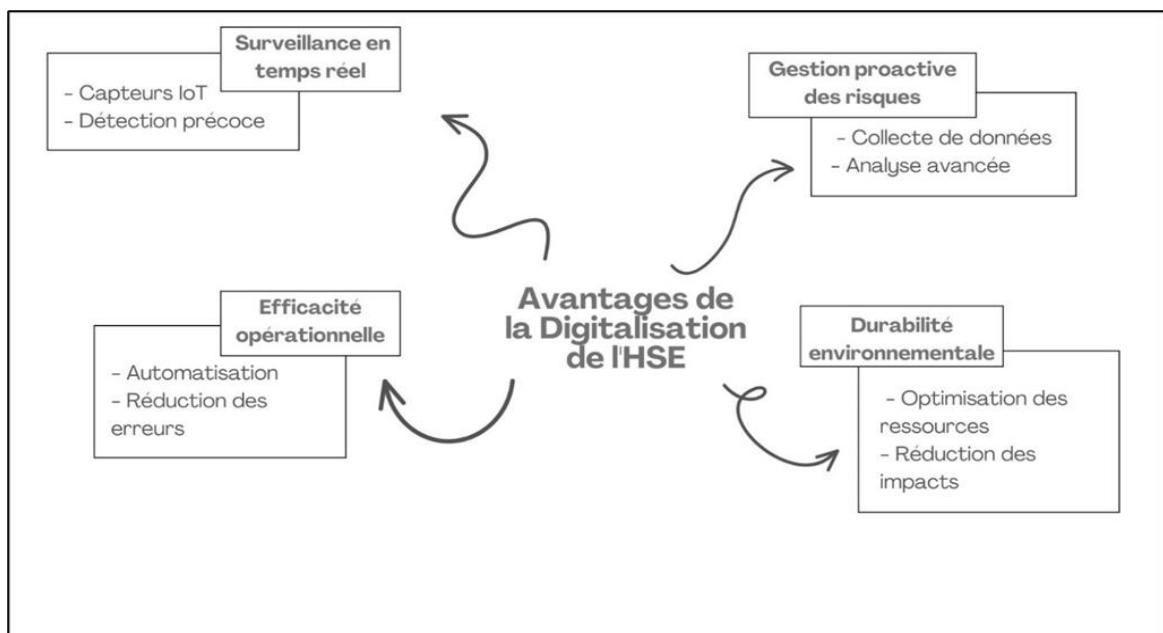 Surveillance en
temps réel
- Capteurs IoT
- Détection précoce
Gestion proactive
des risques
- Collecte de données
- Analyse avancée
Avantages de
la Digitalisation
de l'HSE
Efficacité
opérationnelle
- Automatisation
- Réduction des
erreurs
Durabilité
environnementale
- Optimisation des
ressources
- Réduction des
impacts